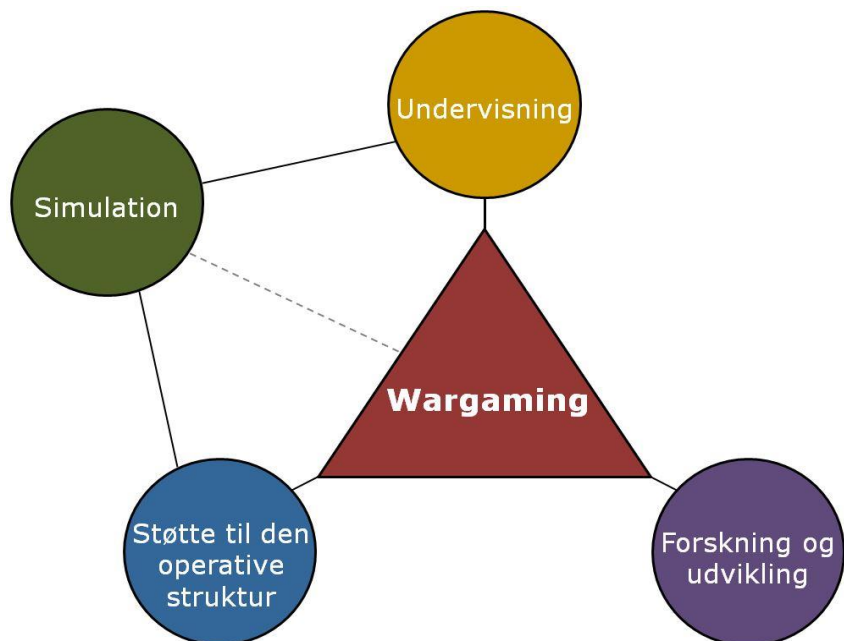 Undervisning
Simulation
Wargaming
Støtte til den
operative
struktur
Forskning og
udvikling